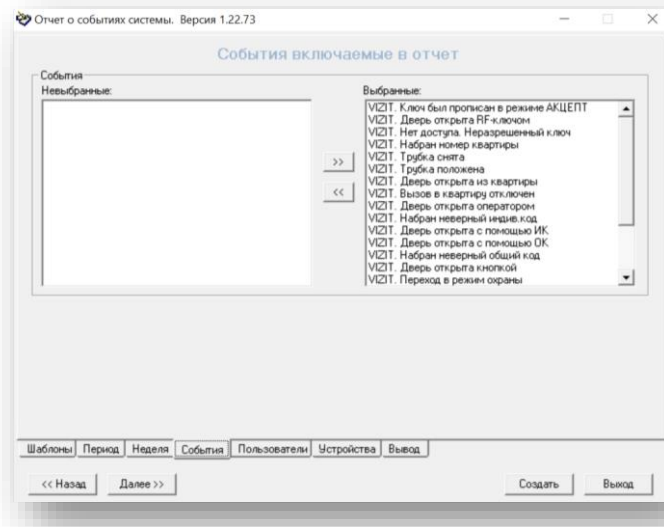 Отчет о событиях системы. Версия 1.22.73
События включаемые в отчет
События
Невыбранные:
Выбранные:
VIZIT. Ключ был прописан в режиме АКЦЕПТ
VIZIT. Дверь открыта RF-ключом
VIZIT. Нет доступа. Неразрешенный ключ
VIZIT. Набран номер квартиры
VIZIT. Трубка снята
VIZIT. Трубка положена
VIZIT. Дверь открыта из квартиры
VIZIT. Вызов в квартиру отключен
VIZIT. Дверь открыта оператором
VIZIT. Набран неверный индив.код
VIZIT. Дверь открыта с помощью ИК
VIZIT. Дверь открыта с помощью ОК
VIZIT. Набран неверный общий код
VIZIT. Дверь открыта кнопкой
VIZIT. Переход в режим охраны
>>
<<
Шаблоны Период Неделя События Пользователи Устройства Вывод
<< Назад Далее >> Создать Выход